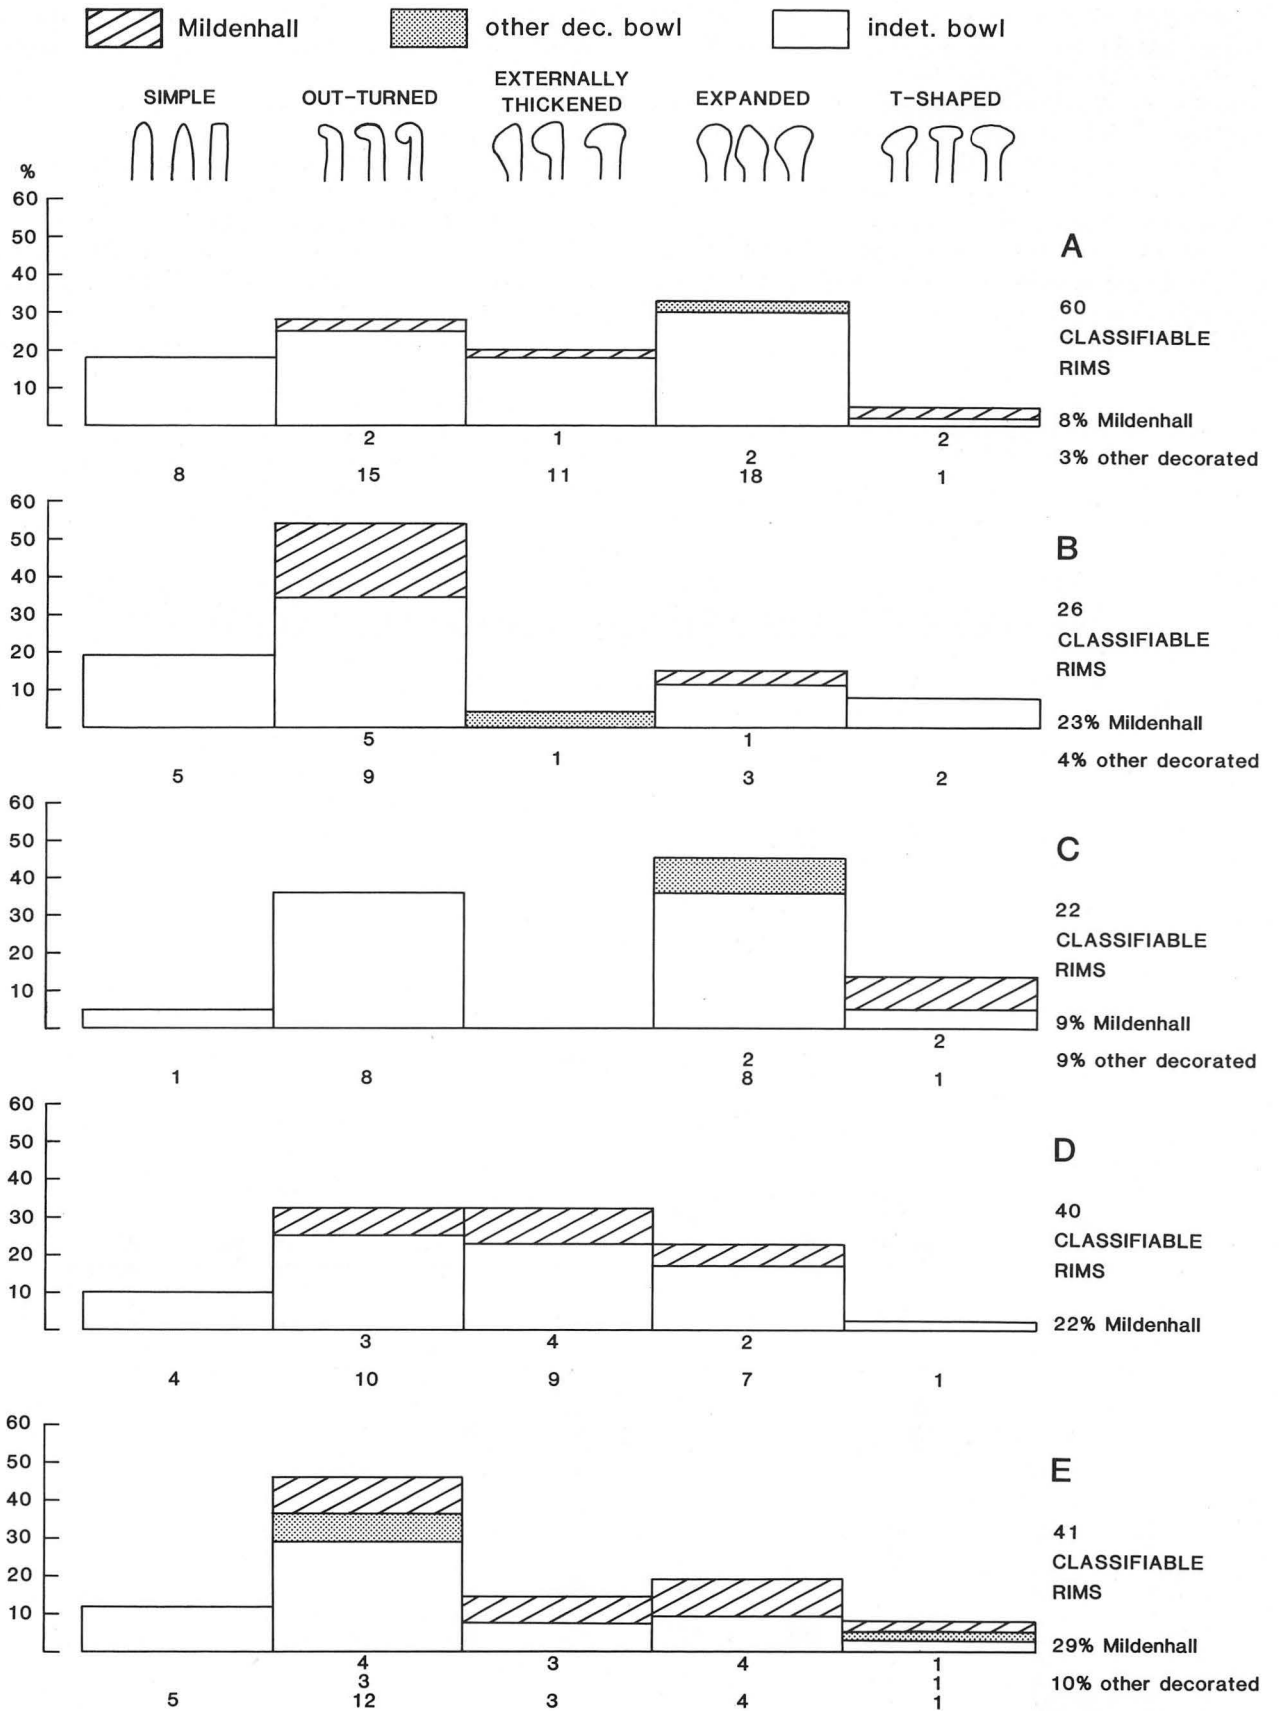 Mildenhall other dec. bowl indet. bowl
SIMPLE OUT-TURNED EXTERNALLY THICKENED EXPANDED T-SHAPED
%
60
50
40
30
20
10
A
60
CLASSIFIABLE
RIMS
8% Mildenhall
3% other decorated
2 1 2
2
8 15 11 18 1
60
50
40
30
20
10
B
26
CLASSIFIABLE
RIMS
23% Mildenhall
4% other decorated
5 1
1
5 9 3 2
60
50
40
30
20
10
C
22
CLASSIFIABLE
RIMS
9% Mildenhall
9% other decorated
2
2
1 8 8 1
60
50
40
30
20
10
D
40
CLASSIFIABLE
RIMS
22% Mildenhall
3 4 2
4 10 9 7 1
60
50
40
30
20
10
E
41
CLASSIFIABLE
RIMS
29% Mildenhall
10% other decorated
4 3 4 1
3 1
5 12 3 4 1